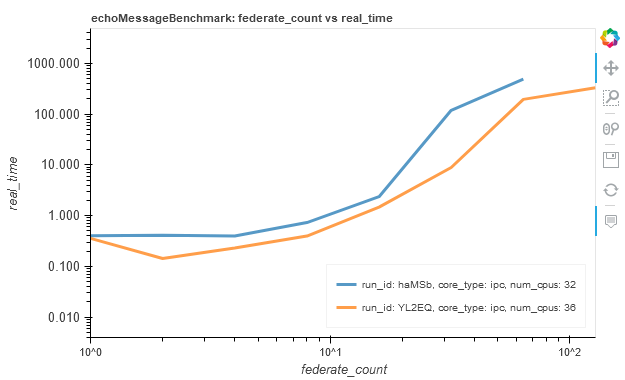 echoMessageBenchmark: federate_count vs real_time
real_time
1000.000
100.000
10.000
1.000
0.100
0.010
run_id: haMSb, core_type: ipc, num_cpus: 32
run_id: YL2EQ, core_type: ipc, num_cpus: 36
10^0
10^1
10^2
federate_count